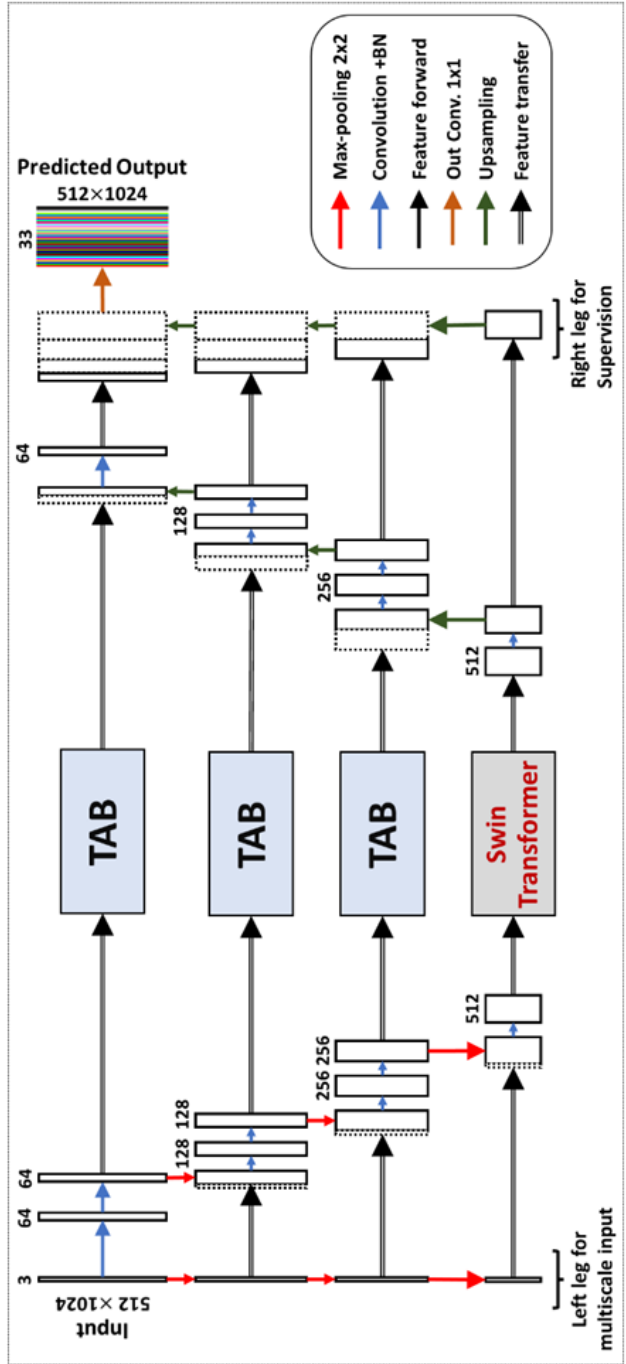 Input
512×1024
3
64
64
TAB
64
33
Predicted Output
512×1024
128
128
TAB
128
256
256
TAB
256
512
Swin
Transformer
512
Left leg for
multiscale input
Right leg for
Supervision
Max-pooling 2x2
Convolution +BN
Feature forward
Out Conv. 1x1
Upsampling
Feature transfer